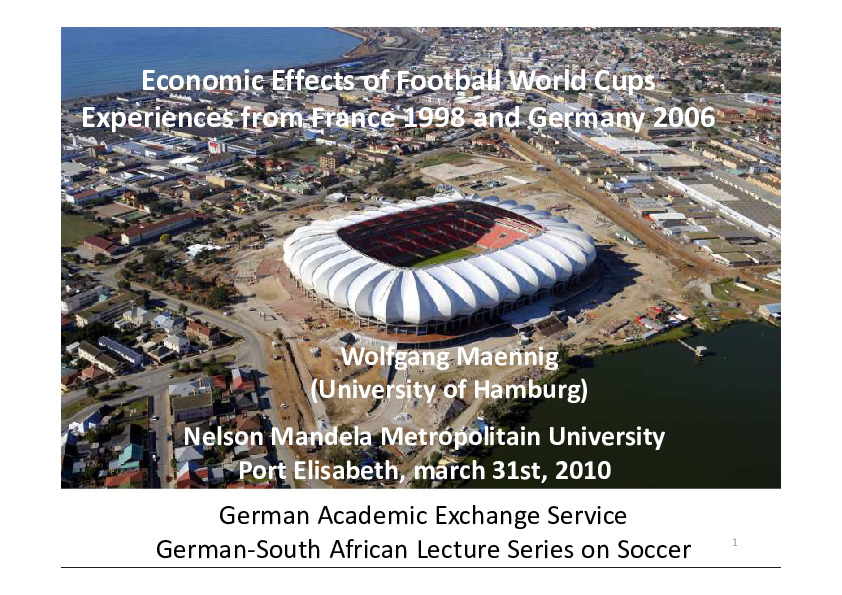 Economic Effects of Football World Cups
Experiences from France 1998 and Germany 2006
Wolfgang Maennig
(University of Hamburg)
Nelson Mandela Metropolitain University
Port Elisabeth, march 31st, 2010
German Academic Exchange Service
German-South African Lecture Series on Soccer
1